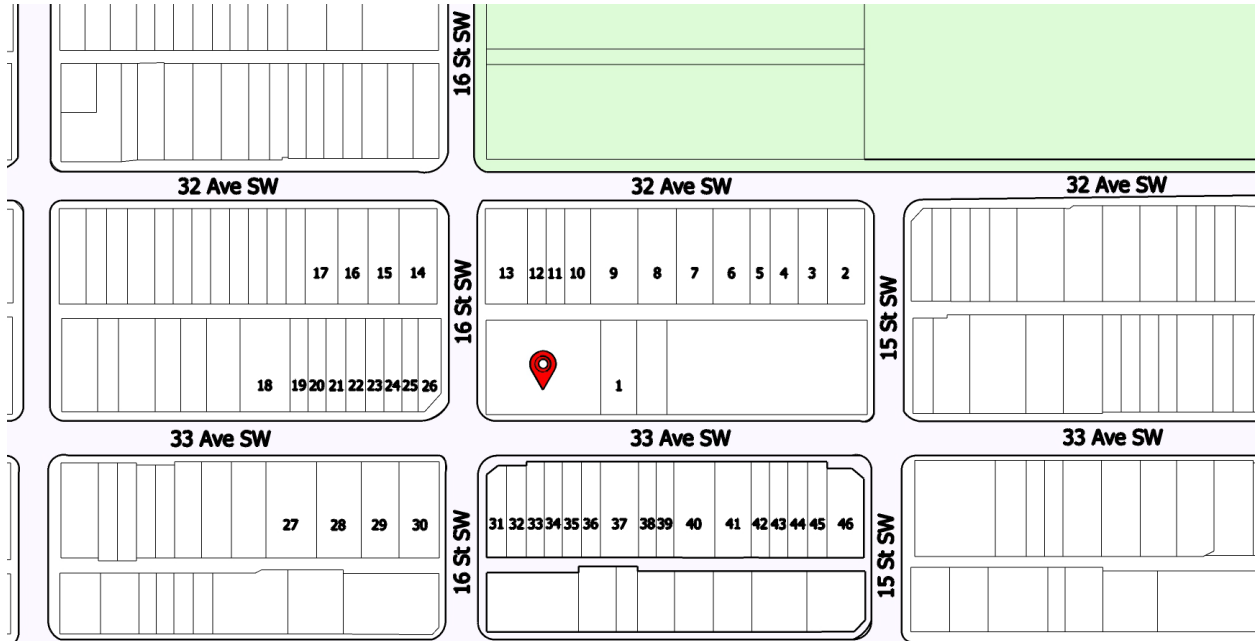 16 St SW
32 Ave SW
32 Ave SW
32 Ave SW
17 16 15 14
16 St SW
13 12 11 10 9 8 7 6 5 4 3 2
15 St SW
18 19 20 21 22 23 24 25 26
1
33 Ave SW
33 Ave SW
33 Ave SW
27 28 29 30
16 St SW
31 32 33 34 35 36 37 38 39 40 41 42 43 44 45 46
15 St SW